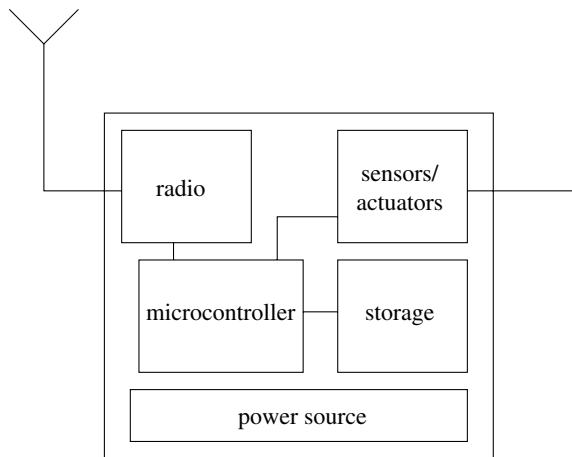 radio
sensors/
actuators
microcontroller
storage
power source